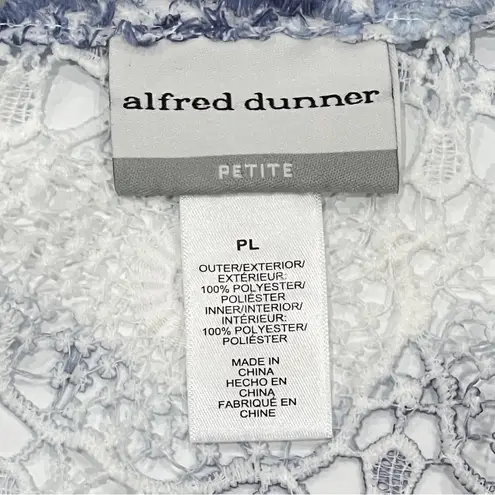 alfred dunner
PETITE
PL
OUTER/EXTERIOR/
EXTÉRIEUR:
100% POLYESTER/
POLIÉSTER
INNER/INTERIOR/
INTÉRIEUR:
100% POLYESTER/
POLIÉSTER
MADE IN
CHINA
HECHO EN
CHINA
FABRIQUÉ EN
CHINE